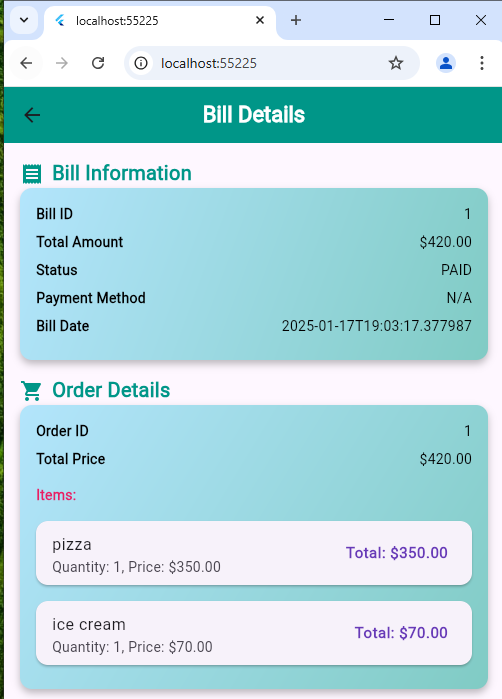 localhost:55225
localhost:55225
Bill Details
Bill Information
Bill ID 1
Total Amount $420.00
Status PAID
Payment Method N/A
Bill Date 2025-01-17T19:03:17.377987
Order Details
Order ID 1
Total Price $420.00
Items:
pizza
Quantity: 1, Price: $350.00
Total: $350.00
ice cream
Quantity: 1, Price: $70.00
Total: $70.00